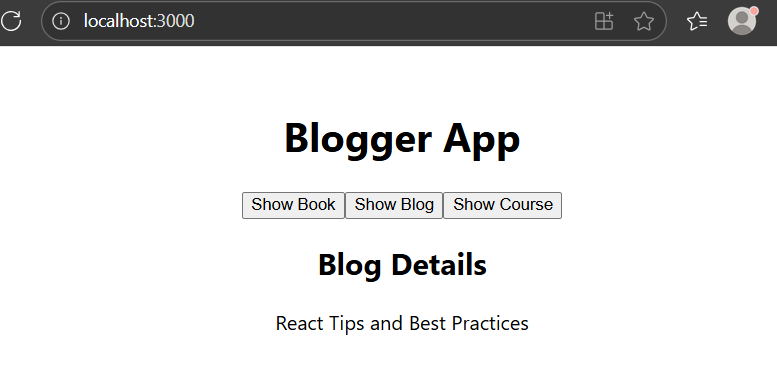 localhost:3000
Blogger App
Show Book Show Blog Show Course
Blog Details
React Tips and Best Practices